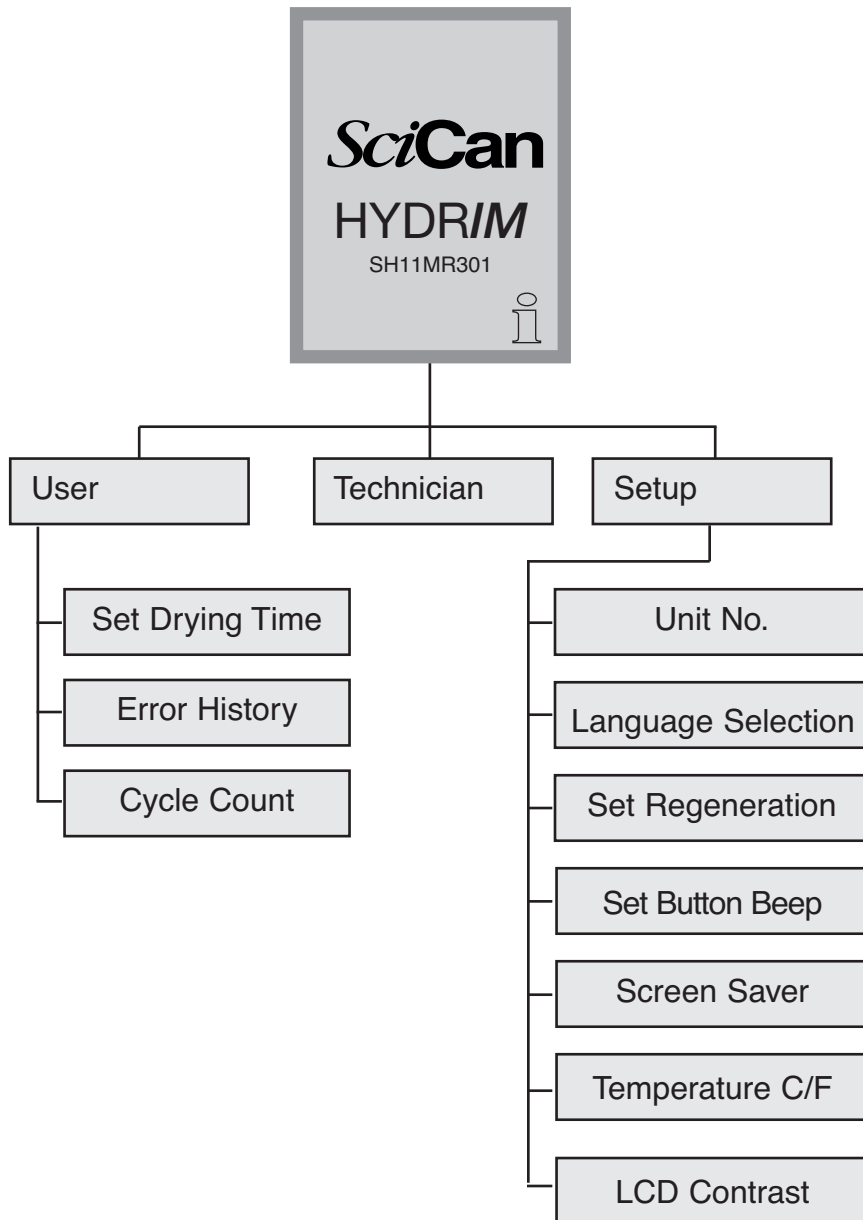 SciCan
HYDRIM
SH11MR301
i
User
Technician
Setup
Set Drying Time
Error History
Cycle Count
Unit No.
Language Selection
Set Regeneration
Set Button Beep
Screen Saver
Temperature C/F
LCD Contrast